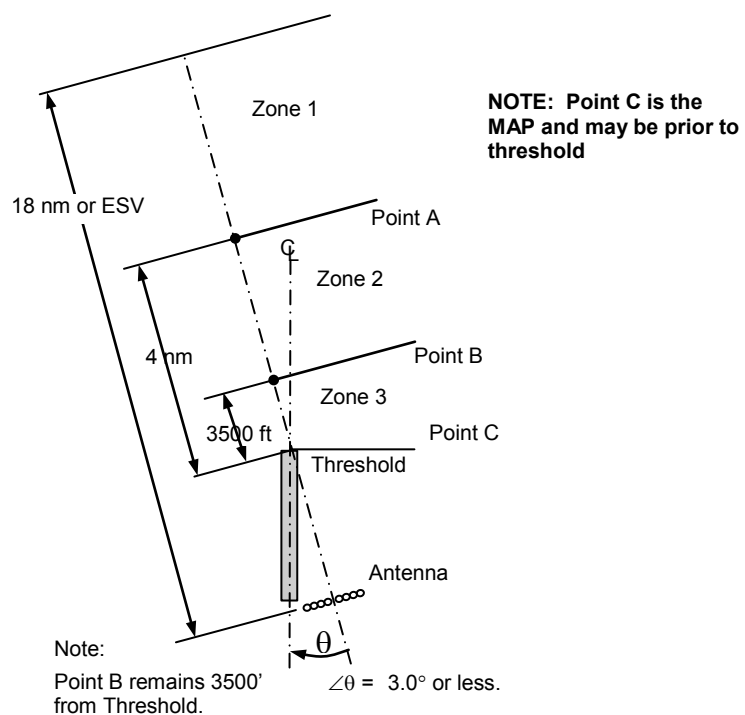 Zone 1
NOTE: Point C is the
MAP and may be prior to
threshold
18 nm or ESV
Point A
℄
Zone 2
4 nm
Point B
Zone 3
3500 ft
Point C
Threshold
Antenna
θ
Note:
Point B remains 3500’
from Threshold.
∠θ = 3.0° or less.